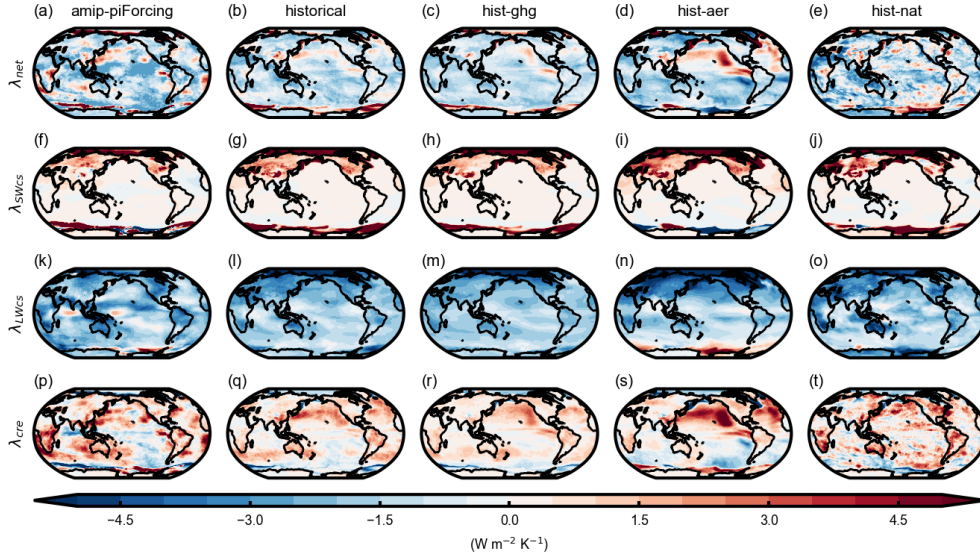 (a) amip-piForcing (b) historical (c) hist-ghg (d) hist-aer (e) hist-nat
λnet
(f) (g) (h) (i) (j)
λSWcs
(k) (l) (m) (n) (o)
λLWcs
(p) (q) (r) (s) (t)
λcre
−4.5 −3.0 −1.5 0.0 1.5 3.0 4.5
(W m⁻² K⁻¹)